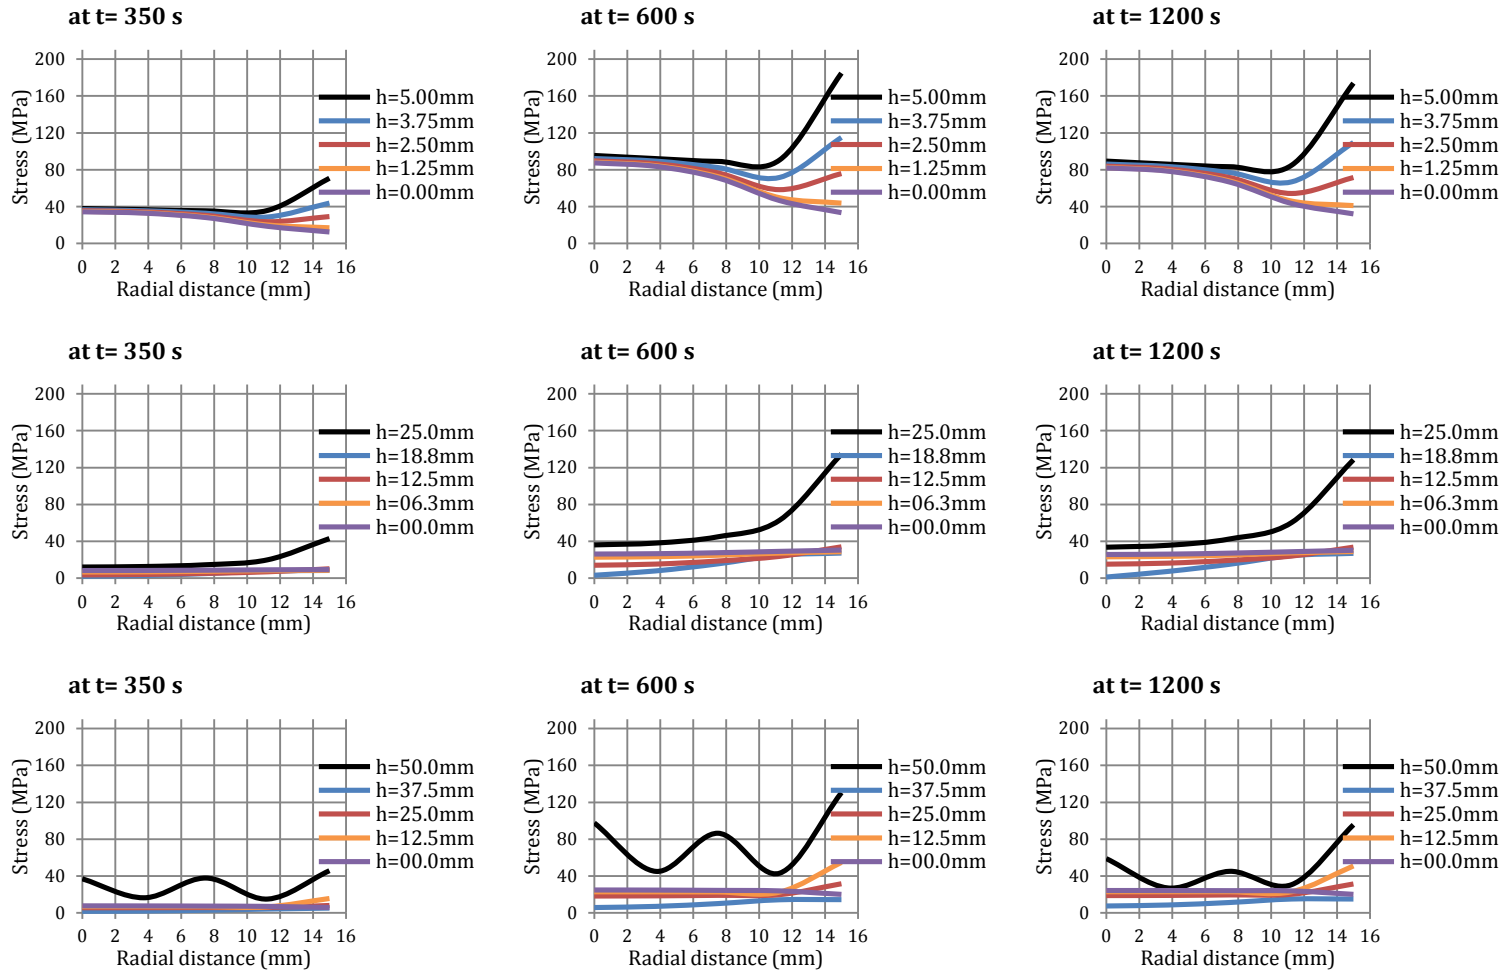 at t= 350 s
Stress (MPa)
200
160
120
80
40
0
0 2 4 6 8 10 12 14 16
Radial distance (mm)
h=5.00mm
h=3.75mm
h=2.50mm
h=1.25mm
h=0.00mm
at t= 600 s
Stress (MPa)
200
160
120
80
40
0
0 2 4 6 8 10 12 14 16
Radial distance (mm)
h=5.00mm
h=3.75mm
h=2.50mm
h=1.25mm
h=0.00mm
at t= 1200 s
Stress (MPa)
200
160
120
80
40
0
0 2 4 6 8 10 12 14 16
Radial distance (mm)
h=5.00mm
h=3.75mm
h=2.50mm
h=1.25mm
h=0.00mm
at t= 350 s
Stress (MPa)
200
160
120
80
40
0
0 2 4 6 8 10 12 14 16
Radial distance (mm)
h=25.0mm
h=18.8mm
h=12.5mm
h=06.3mm
h=00.0mm
at t= 600 s
Stress (MPa)
200
160
120
80
40
0
0 2 4 6 8 10 12 14 16
Radial distance (mm)
h=25.0mm
h=18.8mm
h=12.5mm
h=06.3mm
h=00.0mm
at t= 1200 s
Stress (MPa)
200
160
120
80
40
0
0 2 4 6 8 10 12 14 16
Radial distance (mm)
h=25.0mm
h=18.8mm
h=12.5mm
h=06.3mm
h=00.0mm
at t= 350 s
Stress (MPa)
200
160
120
80
40
0
0 2 4 6 8 10 12 14 16
Radial distance (mm)
h=50.0mm
h=37.5mm
h=25.0mm
h=12.5mm
h=00.0mm
at t= 600 s
Stress (MPa)
200
160
120
80
40
0
0 2 4 6 8 10 12 14 16
Radial distance (mm)
h=50.0mm
h=37.5mm
h=25.0mm
h=12.5mm
h=00.0mm
at t= 1200 s
Stress (MPa)
200
160
120
80
40
0
0 2 4 6 8 10 12 14 16
Radial distance (mm)
h=50.0mm
h=37.5mm
h=25.0mm
h=12.5mm
h=00.0mm